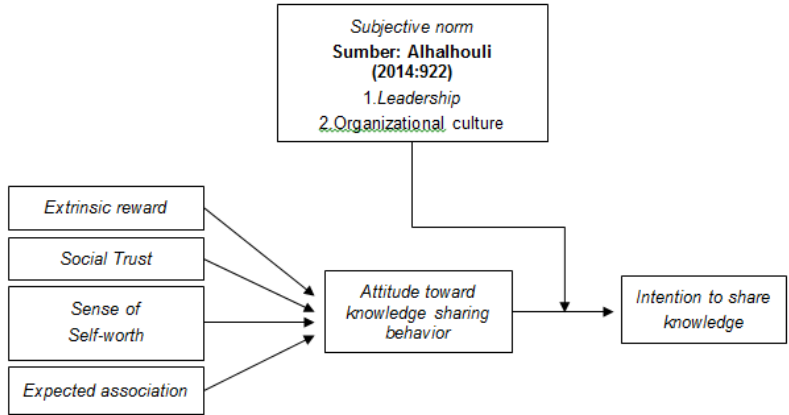 Subjective norm
Sumber: Alhalhouli
(2014:922)
1.Leadership
2.Organizational culture
Extrinsic reward
Social Trust
Sense of
Self-worth
Expected association
Attitude toward
knowledge sharing
behavior
Intention to share
knowledge